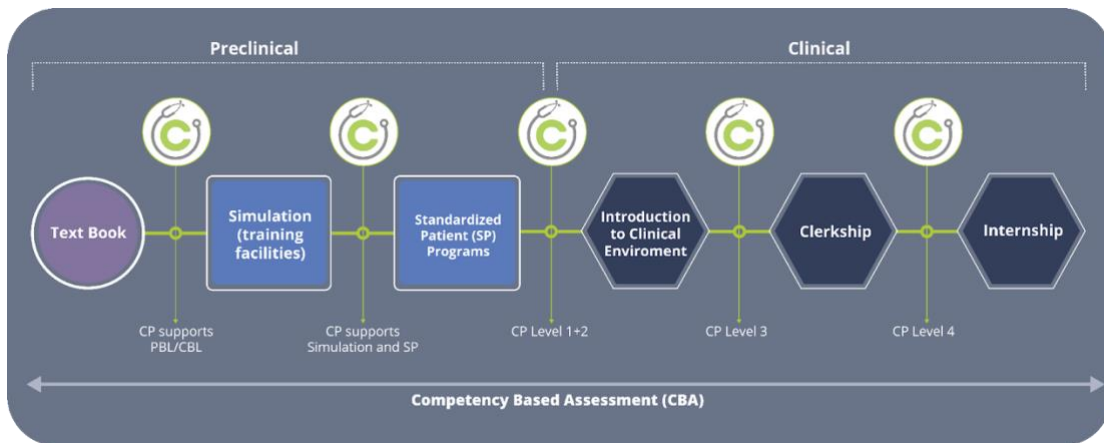 Preclinical
Clinical
C
C
C
C
C
Text Book
Simulation
(training
facilities)
Standardized
Patient (SP)
Programs
Introduction
to Clinical
Enviroment
Clerkship
Internship
CP supports
PBL/CBL
CP supports
Simulation and SP
CP Level 1+2
CP Level 3
CP Level 4
Competency Based Assessment (CBA)